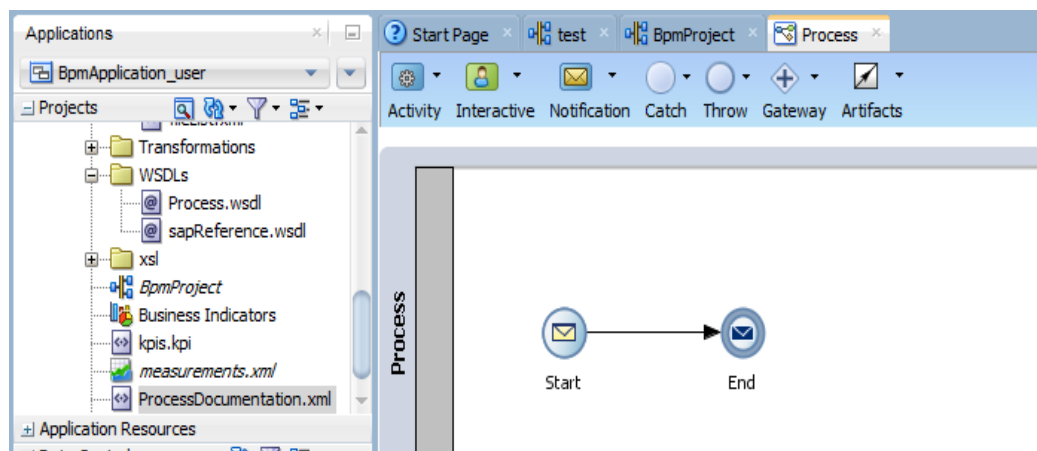 Applications
BpmApplication_user
Projects
Transformations
WSDLs
Process.wsdl
sapReference.wsdl
xsl
BpmProject
Business Indicators
kpis.kpi
measurements.xml
ProcessDocumentation.xml
Application Resources
Start Page
test
BpmProject
Process
Activity
Interactive
Notification
Catch
Throw
Gateway
Artifacts
Process
Start
End